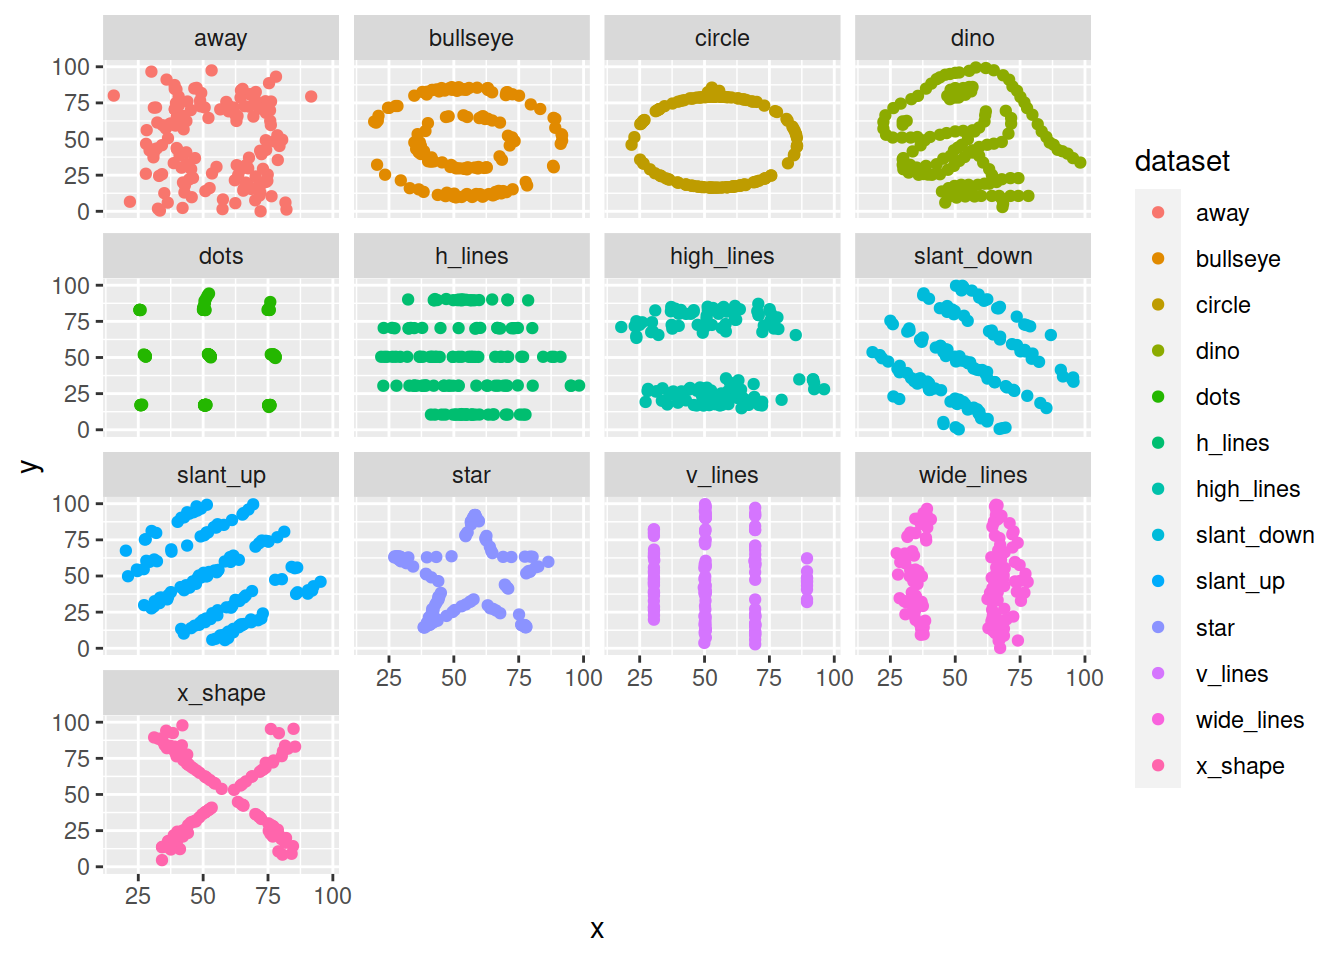 away bullseye circle dino
100
75
50
25
0
dots h_lines high_lines slant_down
100
75
50
25
0
slant_up star v_lines wide_lines
100
75
50
25
0
25 50 75 100 25 50 75 100 25 50 75 100
x_shape
100
75
50
25
0
25 50 75 100
x
y
dataset
away
bullseye
circle
dino
dots
h_lines
high_lines
slant_down
slant_up
star
v_lines
wide_lines
x_shape